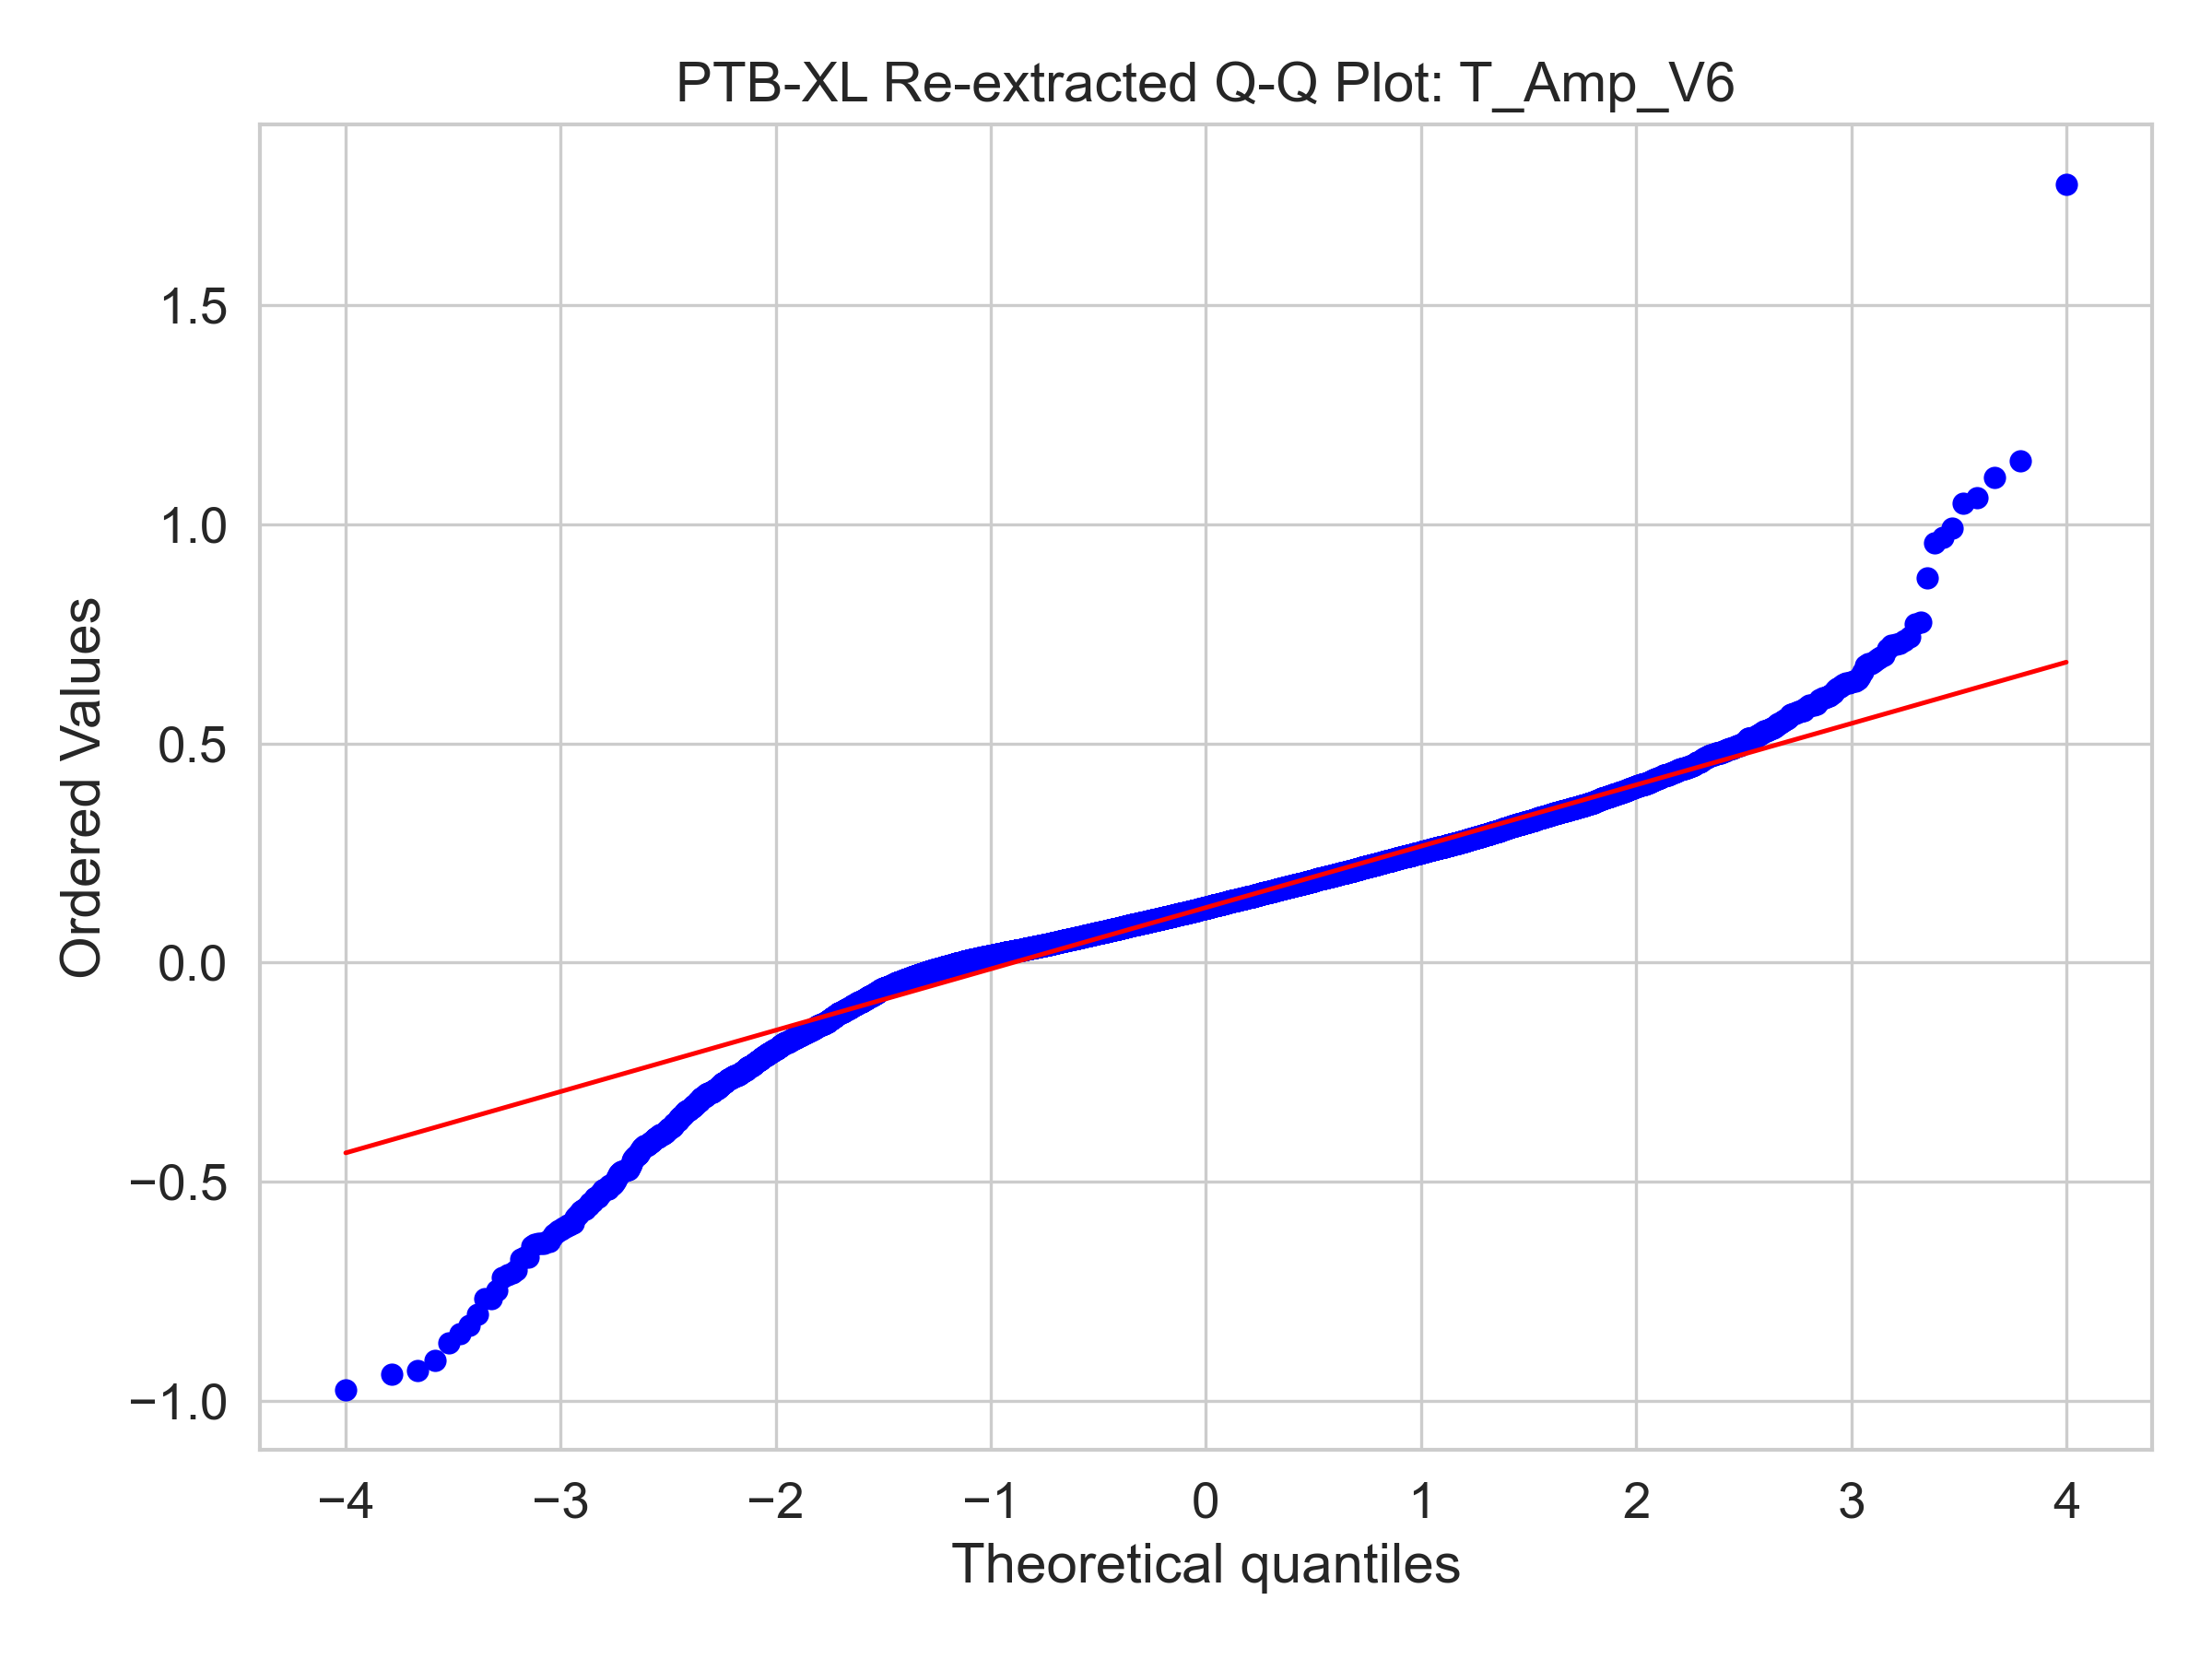 PTB-XL Re-extracted Q-Q Plot: T_Amp_V6
1.5
1.0
0.5
0.0
−0.5
−1.0
Ordered Values
−4 −3 −2 −1 0 1 2 3 4
Theoretical quantiles